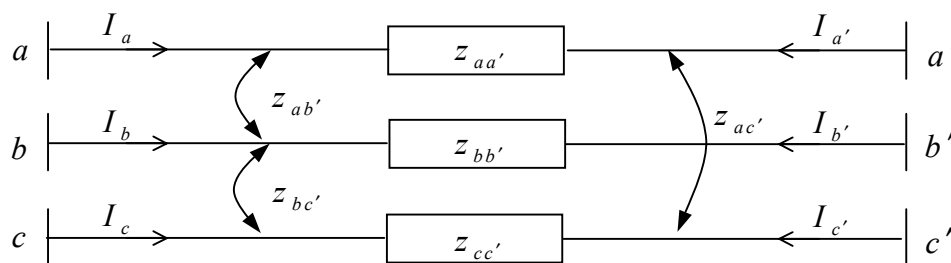 I_a I_a′
a z_aa′ a
z_ab′ z_ac′
I_b I_b′
b z_bb′ b′
z_bc′
I_c I_c′
c z_cc′ c′